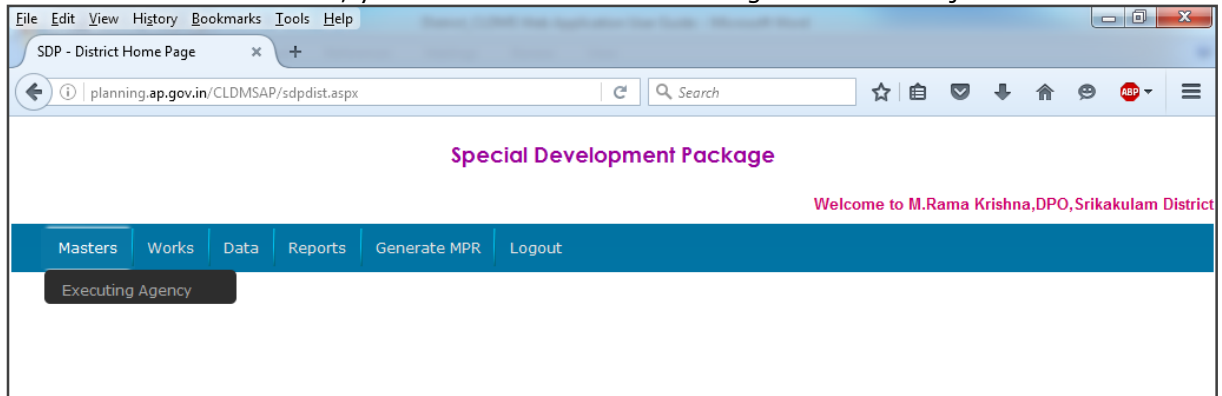 File Edit View History Bookmarks Tools Help
SDP - District Home Page
planning.ap.gov.in/CLDMSAP/sdpdist.aspx
Search
ABP
Special Development Package
Welcome to M.Rama Krishna,DPO,Srikakulam District
Masters Works Data Reports Generate MPR Logout
Executing Agency